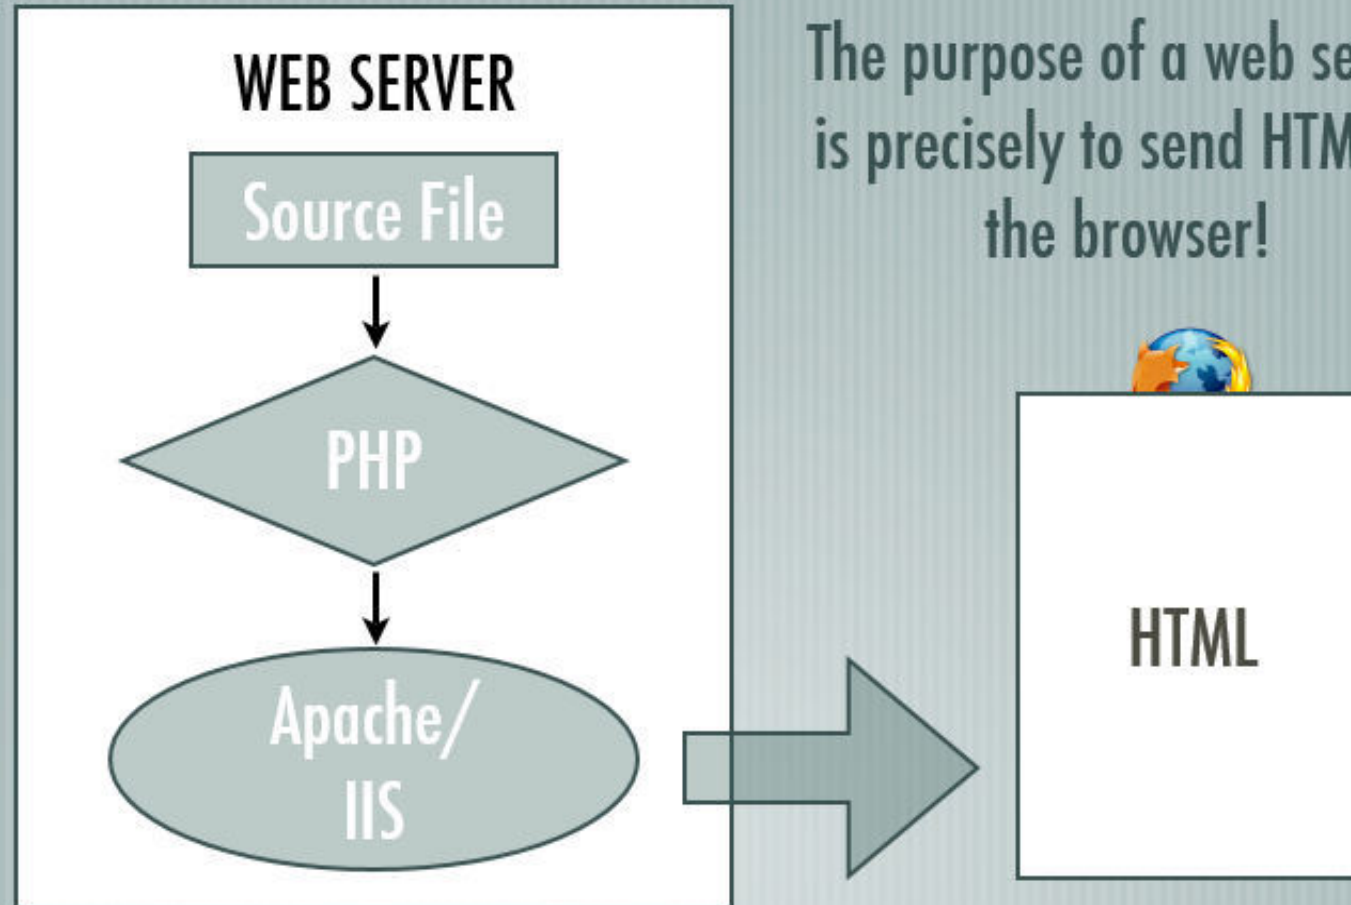 WEB SERVER
Source File
PHP
Apache/
IIS
The purpose of a web se
is precisely to send HTM
the browser!
HTML